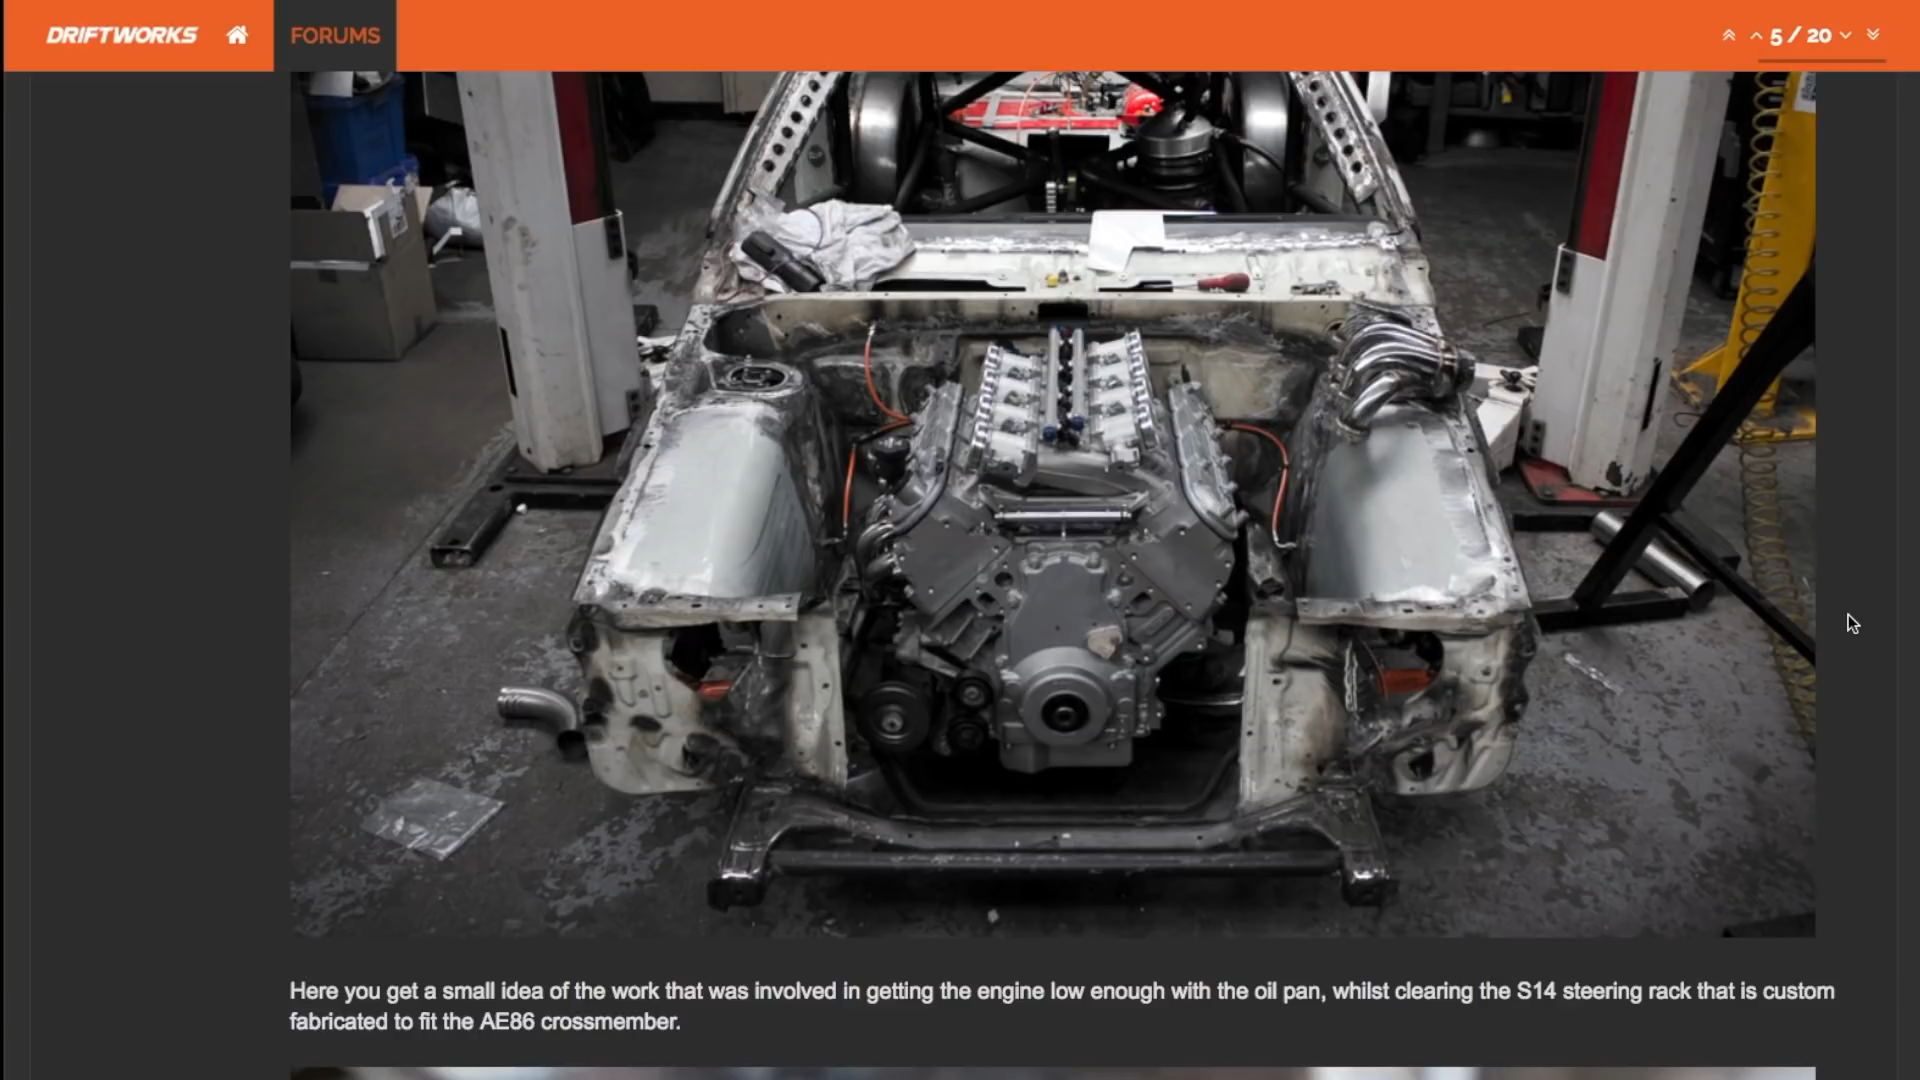 DRIFTWORKS
FORUMS
5 / 20
Here you get a small idea of the work that was involved in getting the engine low enough with the oil pan, whilst clearing the S14 steering rack that is custom
fabricated to fit the AE86 crossmember.